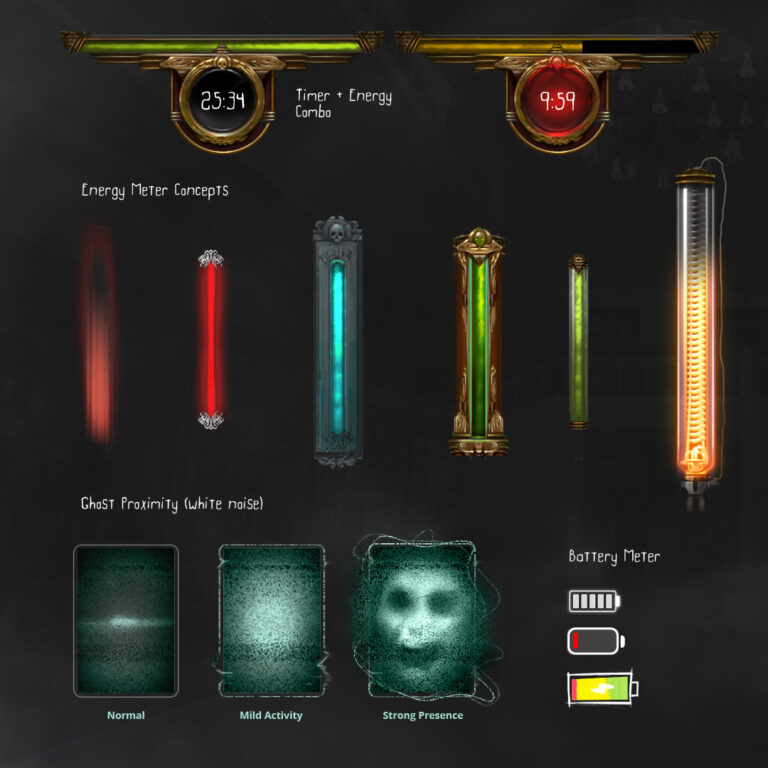 25:34
Timer + Energy
Combo
9:59
Energy Meter Concepts
Ghost Proximity (white noise)
Battery Meter
Normal
Mild Activity
Strong Presence